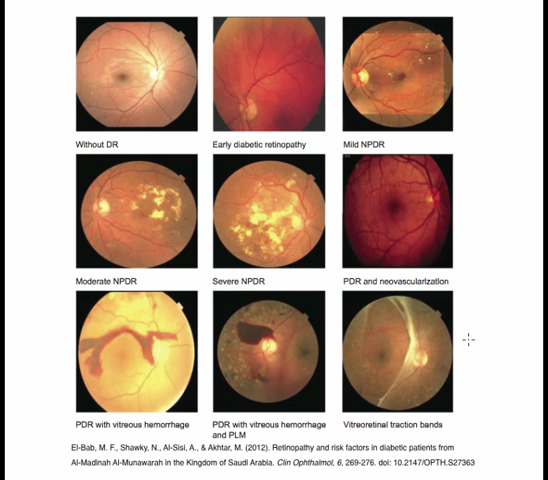 Without DR
Early diabetic retinopathy
Mild NPDR
Moderate NPDR
Severe NPDR
PDR and neovascularization
PDR with vitreous hemorrhage
PDR with vitreous hemorrhage
and PLM
Vitreoretinal traction bands
El-Bab, M. F., Shawky, N., Al-Sisi, A., & Akhtar, M. (2012). Retinopathy and risk factors in diabetic patients from
Al-Madinah Al-Munawarah in the Kingdom of Saudi Arabia. Clin Ophthalmol, 6, 269-276. doi: 10.2147/OPTH.S27363